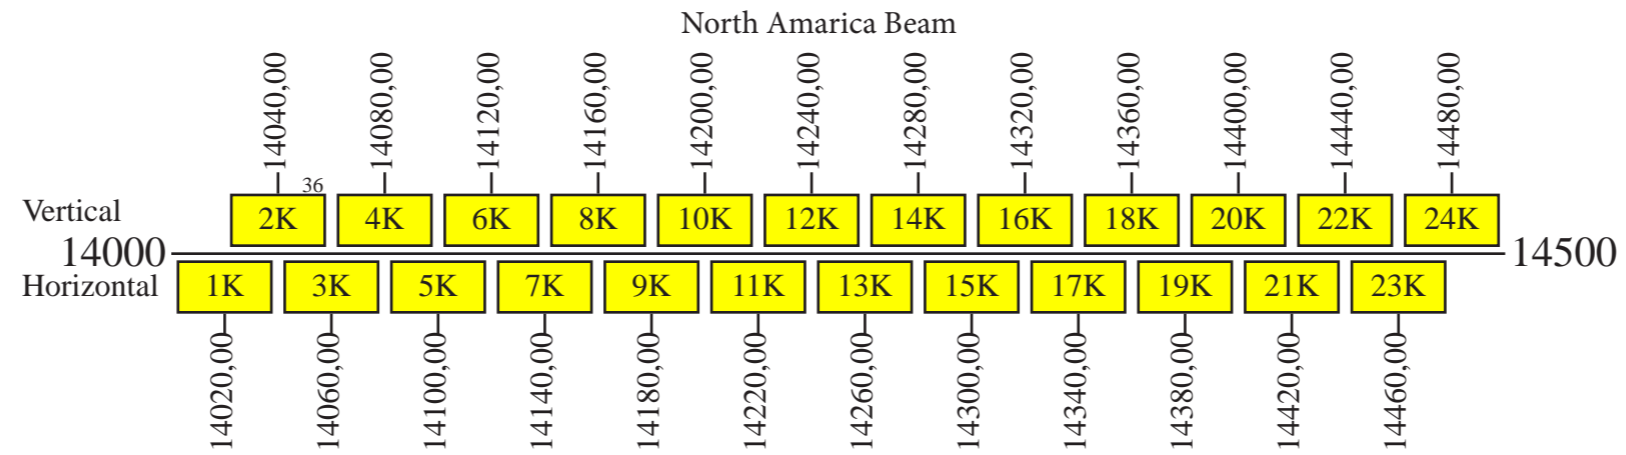 North Amarica Beam
14040,00 14080,00 14120,00 14160,00 14200,00 14240,00 14280,00 14320,00 14360,00 14400,00 14440,00 14480,00
36
Vertical 2K 4K 6K 8K 10K 12K 14K 16K 18K 20K 22K 24K
14000 14500
Horizontal 1K 3K 5K 7K 9K 11K 13K 15K 17K 19K 21K 23K
14020,00 14060,00 14100,00 14140,00 14180,00 14220,00 14260,00 14300,00 14340,00 14380,00 14420,00 14460,00